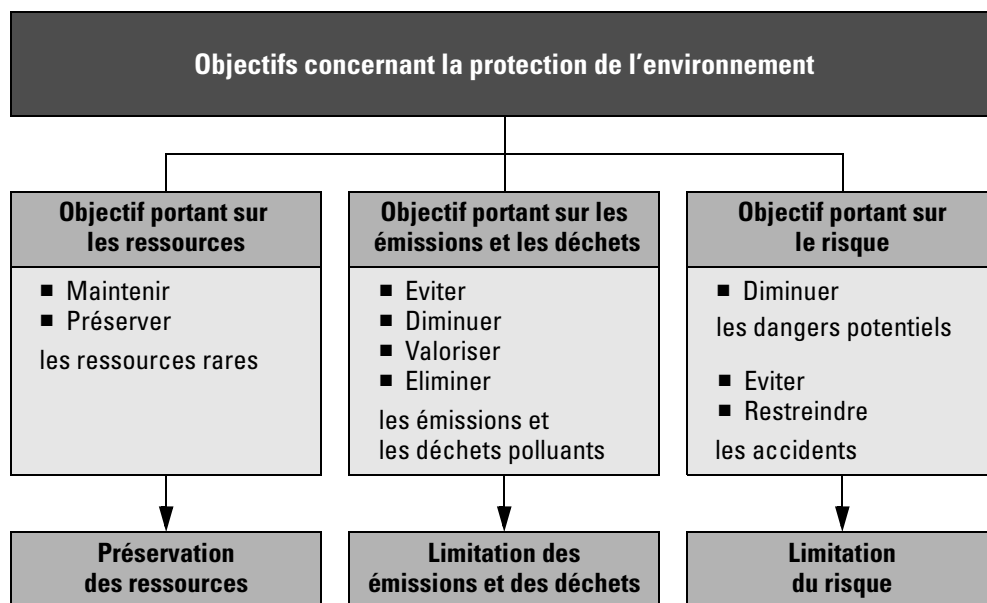 Objectifs concernant la protection de l’environnement
Objectif portant sur
les ressources
■ Maintenir
■ Préserver
les ressources rares
Préservation
des ressources
Objectif portant sur les
émissions et les déchets
■ Eviter
■ Diminuer
■ Valoriser
■ Eliminer
les émissions et
les déchets polluants
Limitation des
émissions et des déchets
Objectif portant sur
le risque
■ Diminuer
les dangers potentiels
■ Eviter
■ Restreindre
les accidents
Limitation
du risque